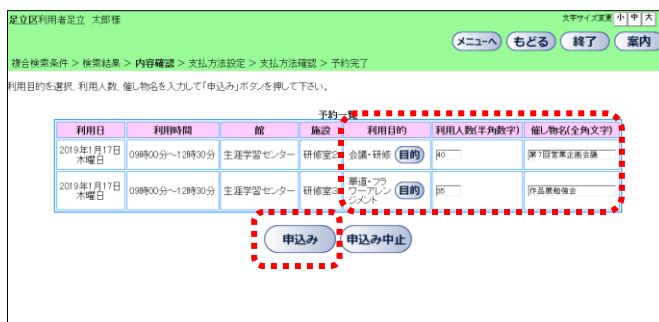 足立区利用者足立 太郎様
文字サイズ変更 小 中 大
メニューへ もどる 終了 案内
複合検索条件 > 検索結果 > 内容確認 > 支払方法設定 > 支払方法確認 > 予約完了
利用目的を選択、利用人数、催し物名を入力して「申込み」ボタンを押して下さい。
予約一覧
利用日 利用時間 館 施設 利用目的 利用人数(半角数字) 催し物名(全角文字)
2019年1月17日
木曜日 09時00分～12時30分 生涯学習センター 研修室2 会議・研修 目的 40 第7回営業企画会議
2019年1月17日
木曜日 09時00分～12時30分 生涯学習センター 研修室3 華道・フラ
ワーアレン
ジメント 目的 35 作品展勉強会
申込み 申込み中止